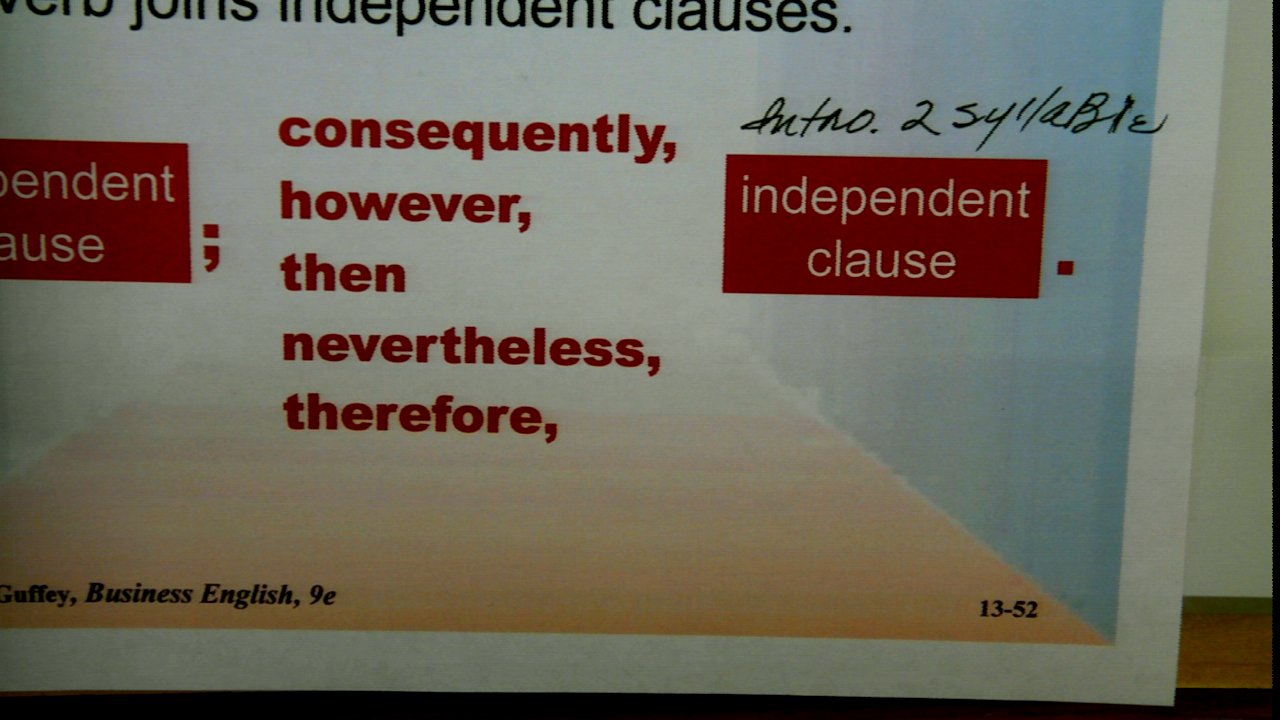 verb joins independent clauses.
Intro. 2 syllaBle
consequently,
pendent
ause
;
however,
then
nevertheless,
therefore,
independent
clause
.
Guffey, Business English, 9e
13-52